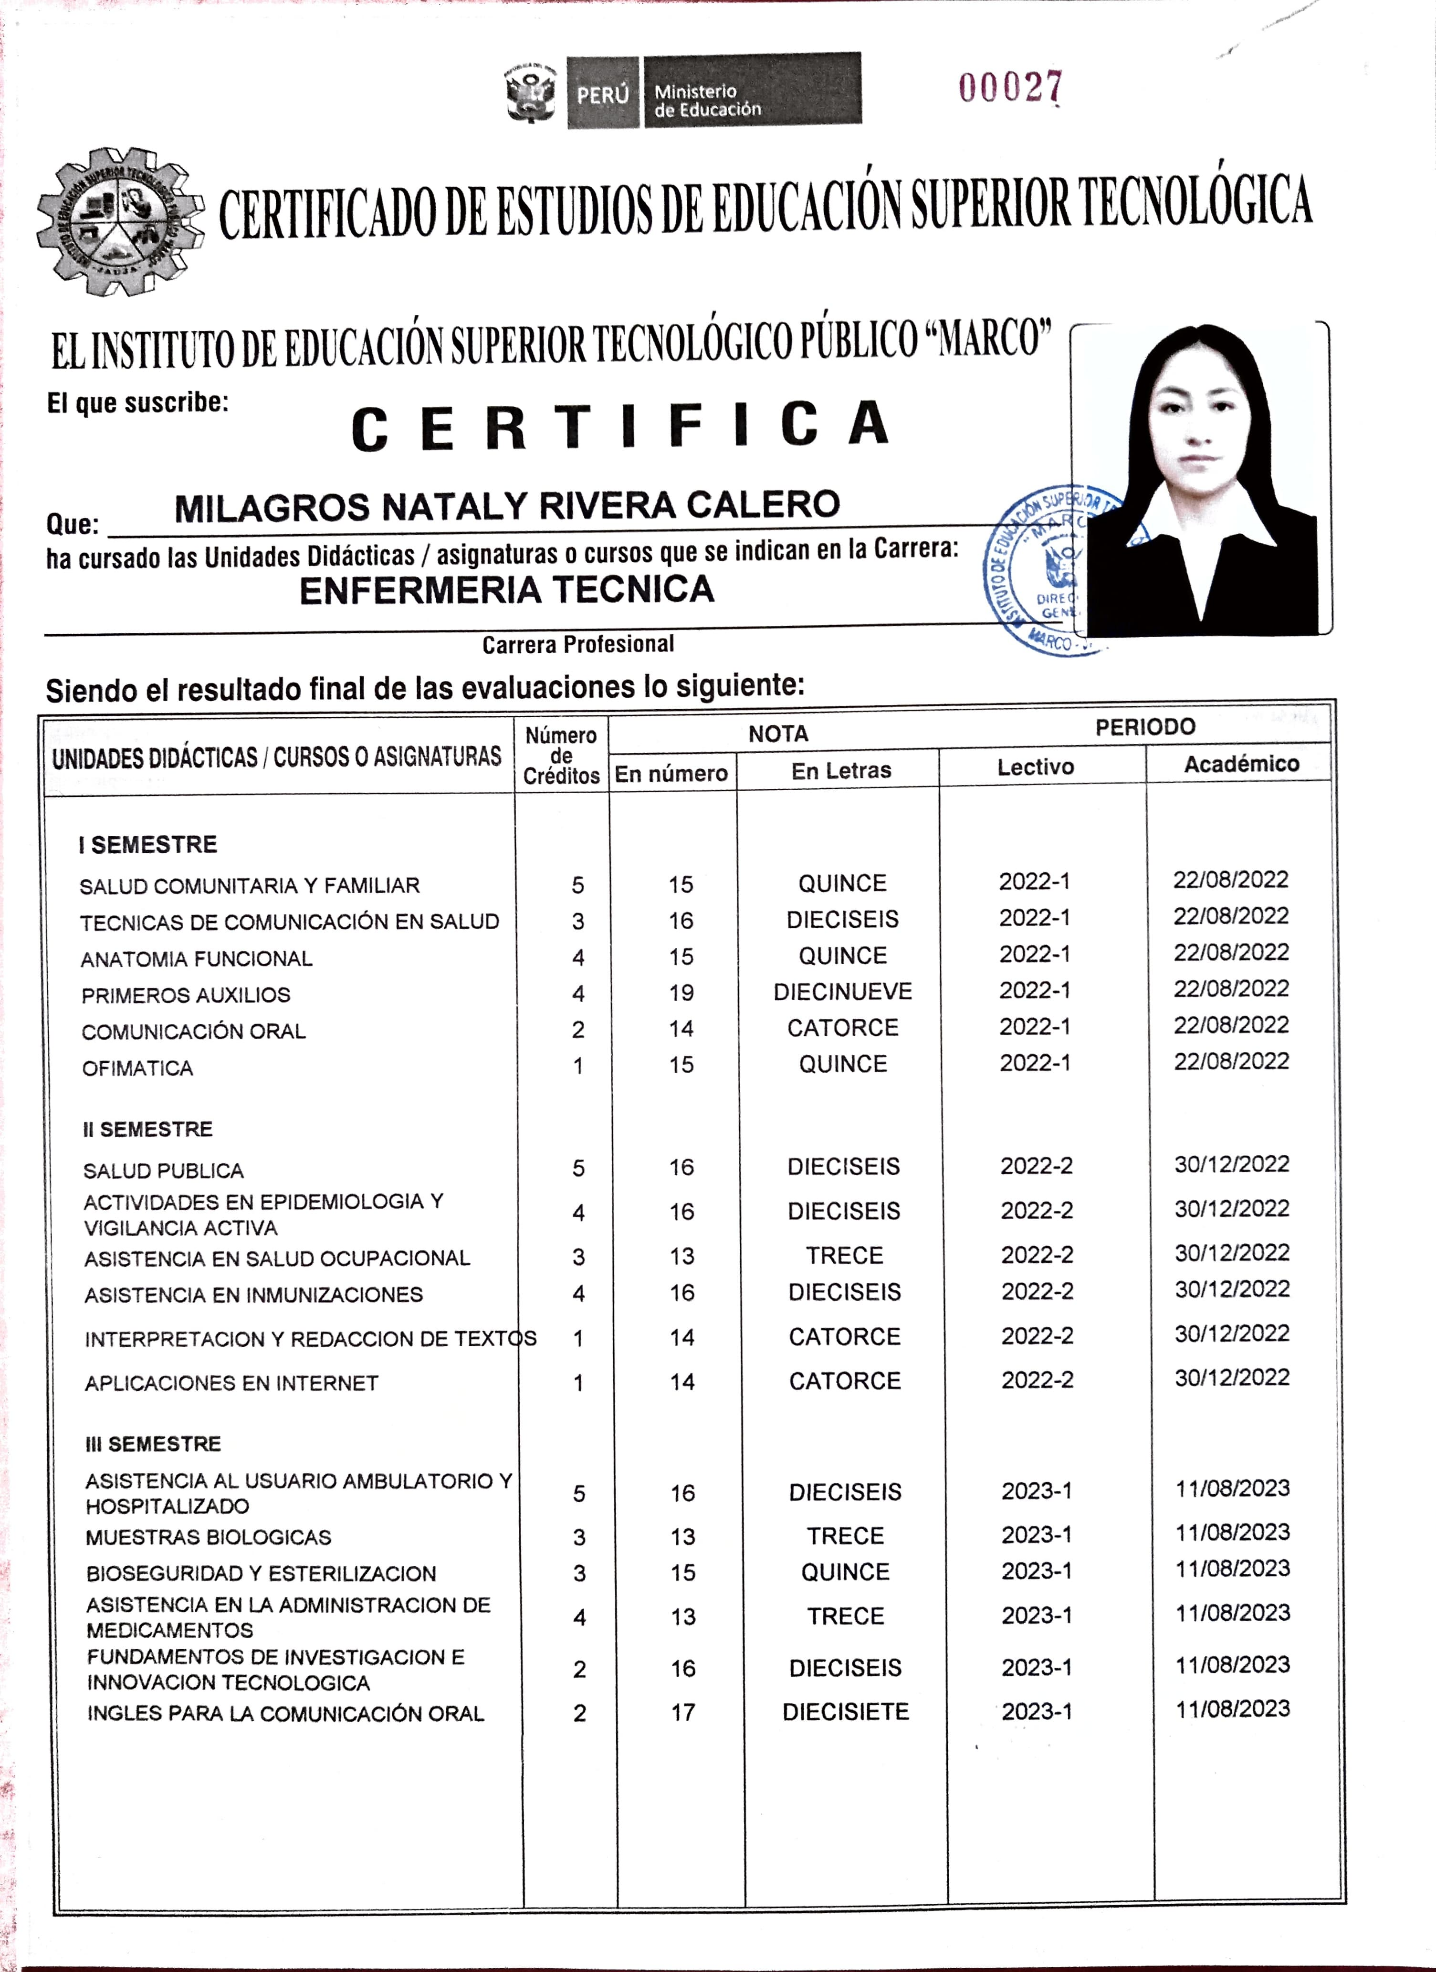 PERÚ Ministerio de Educación
00027
CERTIFICADO DE ESTUDIOS DE EDUCACIÓN SUPERIOR TECNOLÓGICA
EL INSTITUTO DE EDUCACIÓN SUPERIOR TECNOLÓGICO PÚBLICO “MARCO”
El que suscribe:
CERTIFICA
Que: MILAGROS NATALY RIVERA CALERO
ha cursado las Unidades Didácticas / asignaturas o cursos que se indican en la Carrera:
ENFERMERIA TECNICA
Carrera Profesional
Siendo el resultado final de las evaluaciones lo siguiente:
UNIDADES DIDÁCTICAS / CURSOS O ASIGNATURAS Número de Créditos NOTA PERIODO
En número En Letras Lectivo Académico
I SEMESTRE
SALUD COMUNITARIA Y FAMILIAR 5 15 QUINCE 2022-1 22/08/2022
TECNICAS DE COMUNICACIÓN EN SALUD 3 16 DIECISEIS 2022-1 22/08/2022
ANATOMIA FUNCIONAL 4 15 QUINCE 2022-1 22/08/2022
PRIMEROS AUXILIOS 4 19 DIECINUEVE 2022-1 22/08/2022
COMUNICACIÓN ORAL 2 14 CATORCE 2022-1 22/08/2022
OFIMATICA 1 15 QUINCE 2022-1 22/08/2022
II SEMESTRE
SALUD PUBLICA 5 16 DIECISEIS 2022-2 30/12/2022
ACTIVIDADES EN EPIDEMIOLOGIA Y
VIGILANCIA ACTIVA 4 16 DIECISEIS 2022-2 30/12/2022
ASISTENCIA EN SALUD OCUPACIONAL 3 13 TRECE 2022-2 30/12/2022
ASISTENCIA EN INMUNIZACIONES 4 16 DIECISEIS 2022-2 30/12/2022
INTERPRETACION Y REDACCION DE TEXTOS 1 14 CATORCE 2022-2 30/12/2022
APLICACIONES EN INTERNET 1 14 CATORCE 2022-2 30/12/2022
III SEMESTRE
ASISTENCIA AL USUARIO AMBULATORIO Y
HOSPITALIZADO 5 16 DIECISEIS 2023-1 11/08/2023
MUESTRAS BIOLOGICAS 3 13 TRECE 2023-1 11/08/2023
BIOSEGURIDAD Y ESTERILIZACION 3 15 QUINCE 2023-1 11/08/2023
ASISTENCIA EN LA ADMINISTRACION DE
MEDICAMENTOS 4 13 TRECE 2023-1 11/08/2023
FUNDAMENTOS DE INVESTIGACION E
INNOVACION TECNOLOGICA 2 16 DIECISEIS 2023-1 11/08/2023
INGLES PARA LA COMUNICACIÓN ORAL 2 17 DIECISIETE 2023-1 11/08/2023